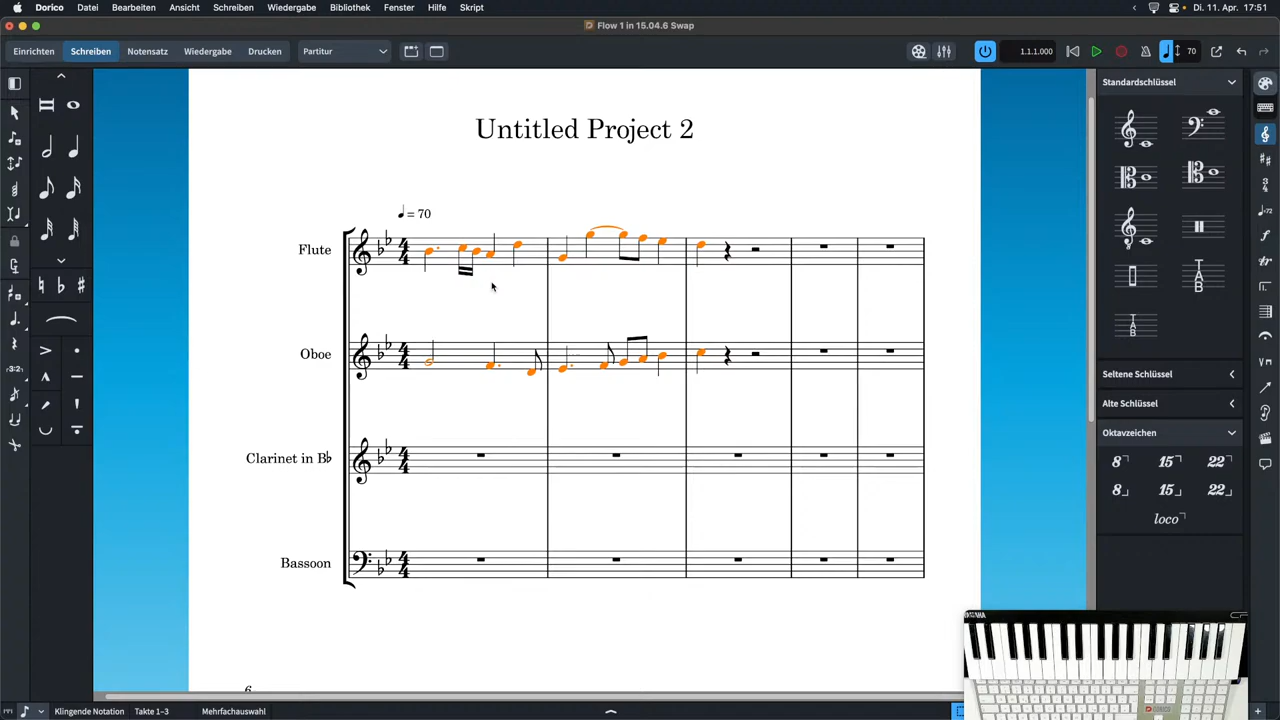 Dorico Datei Bearbeiten Ansicht Schreiben Wiedergabe Bibliothek Fenster Hilfe Skript Di. 11. Apr. 17:51
Flow 1 in 15.04.6 Swap
Einrichten Schreiben Notensatz Wiedergabe Drucken Partitur 1.1.1.000 70
Standardschlüssel
Untitled Project 2
= 70
Flute
Oboe
Clarinet in B♭
Bassoon
6
Seltene Schlüssel
Alte Schlüssel
Oktavzeichen
8 15 22
8 15 22
loco
YAMAHA
DORICO
Klingende Notation Takte 1–3 Mehrfachauswahl